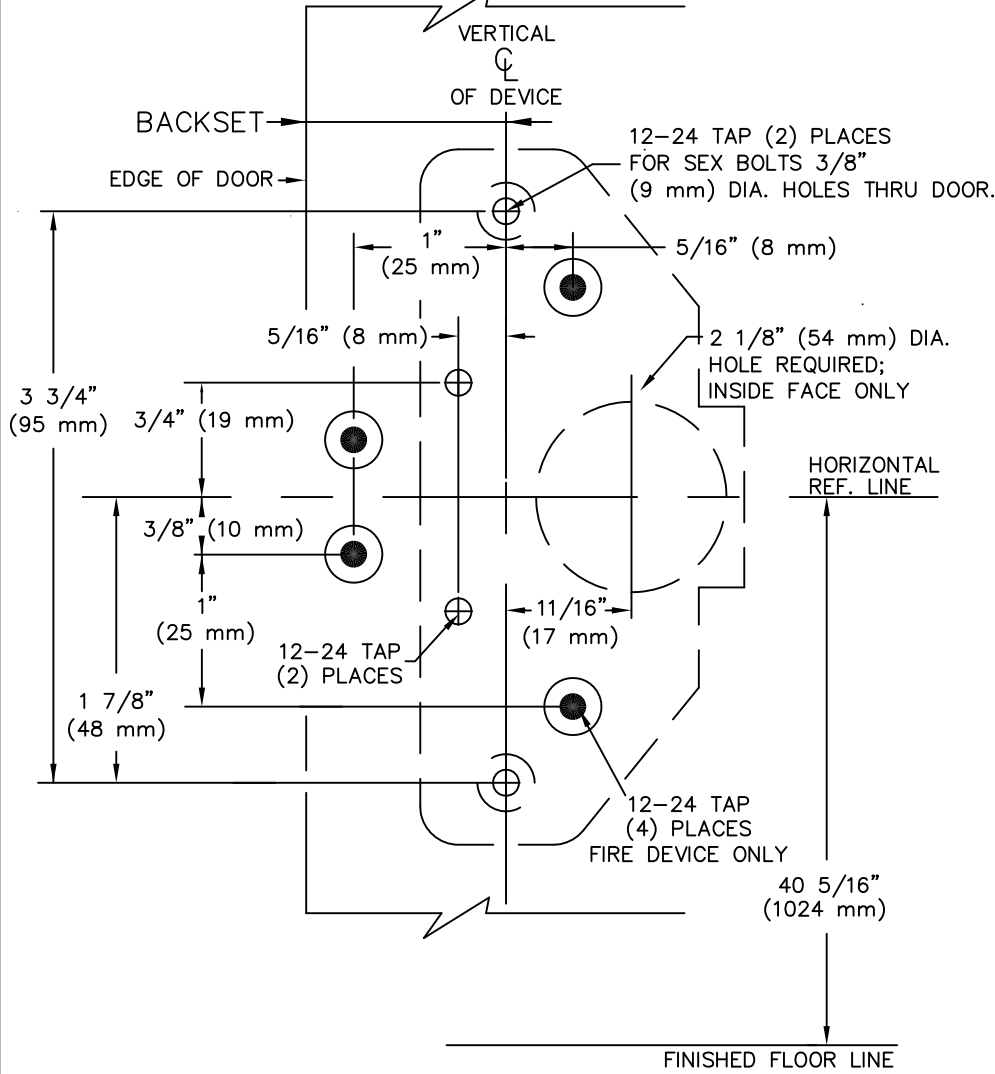 VERTICAL
℄
OF DEVICE
BACKSET
12-24 TAP (2) PLACES
FOR SEX BOLTS 3/8"
(9 mm) DIA. HOLES THRU DOOR.
EDGE OF DOOR
1"
(25 mm)
5/16" (8 mm)
5/16" (8 mm)
2 1/8" (54 mm) DIA.
HOLE REQUIRED;
INSIDE FACE ONLY
3 3/4"
(95 mm)
3/4" (19 mm)
HORIZONTAL
REF. LINE
3/8" (10 mm)
1"
(25 mm)
11/16"
(17 mm)
12-24 TAP
(2) PLACES
1 7/8"
(48 mm)
12-24 TAP
(4) PLACES
FIRE DEVICE ONLY
40 5/16"
(1024 mm)
FINISHED FLOOR LINE